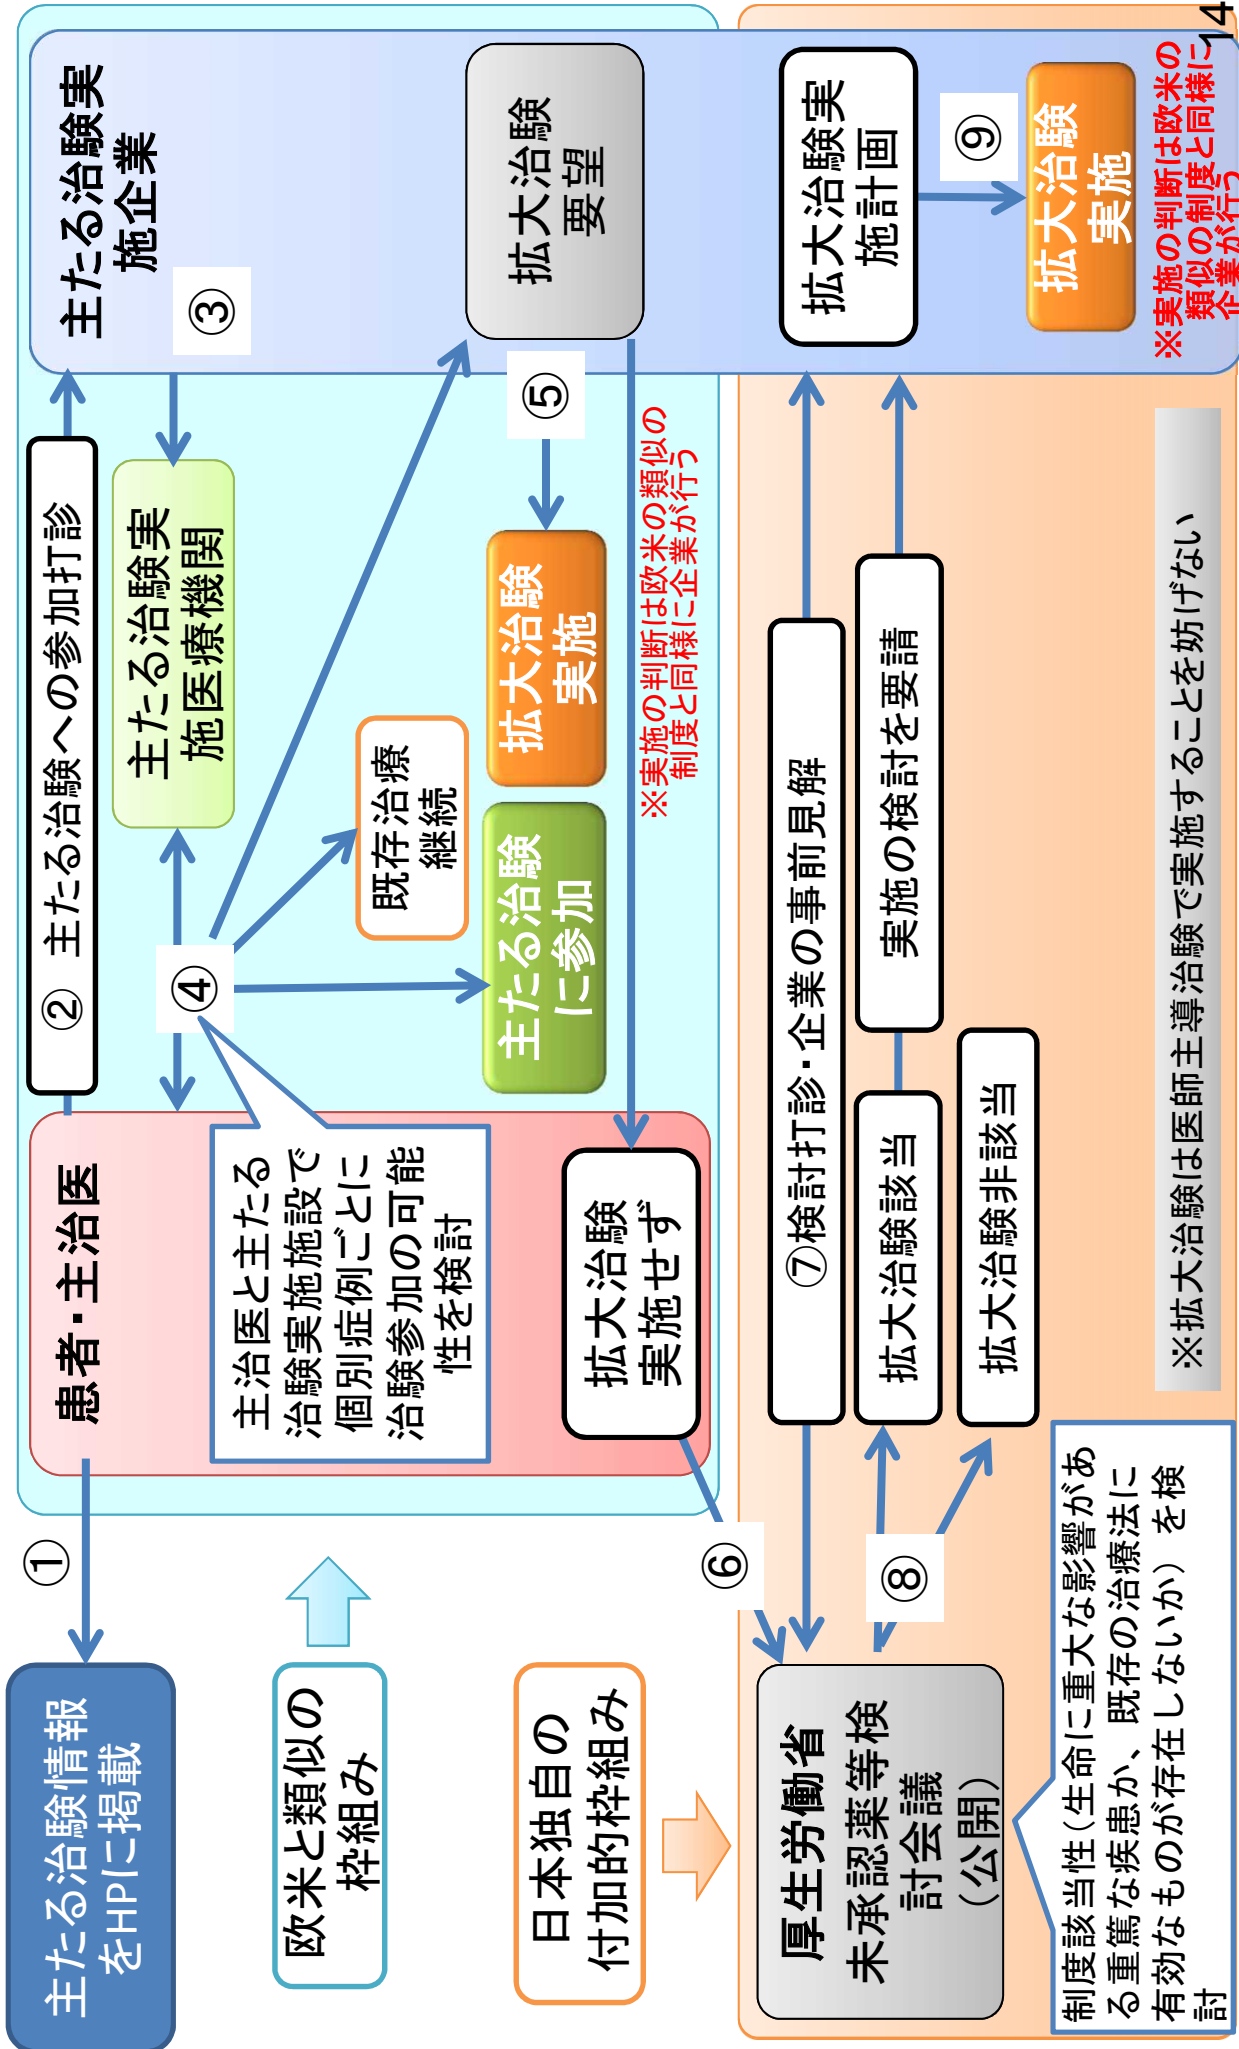 主たる治験情報
をHPに掲載
①
患者・主治医
② 主たる治験への参加打診
主たる治験実
施企業
③
主たる治験実
施医療機関
④
主治医と主たる
治験実施施設で
個別症例ごとに
治験参加の可能
性を検討
既存治療
継続
主たる治験
に参加
拡大治験
実施
⑤
拡大治験
要望
※実施の判断は欧米の類似の
制度と同様に企業が行う
拡大治験
実施せず
欧米と類似の
枠組み
日本独自の
付加的枠組み
⑥
厚生労働省
未承認薬等検
討会議
（公開）
⑦検討打診・企業の事前見解
⑧
拡大治験該当
実施の検討を要請
拡大治験非該当
拡大治験実
施計画
⑨
拡大治験
実施
※実施の判断は欧米の
類似の制度と同様に
企業が行う
制度該当性（生命に重大な影響があ
る重篤な疾患か、既存の治療法に
有効なものが存在しないか）を検
討
※拡大治験は医師主導治験で実施することを妨げない
14